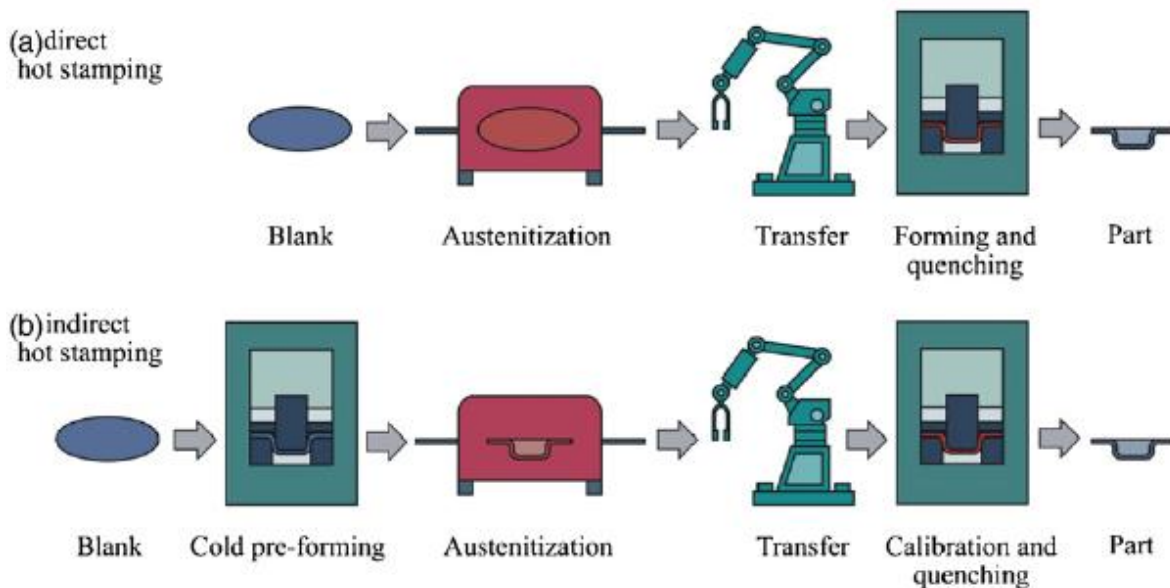 (a)direct
hot stamping
Blank
Austenitization
Transfer
Forming and
quenching
Part
(b)indirect
hot stamping
Blank
Cold pre-forming
Austenitization
Transfer
Calibration and
quenching
Part